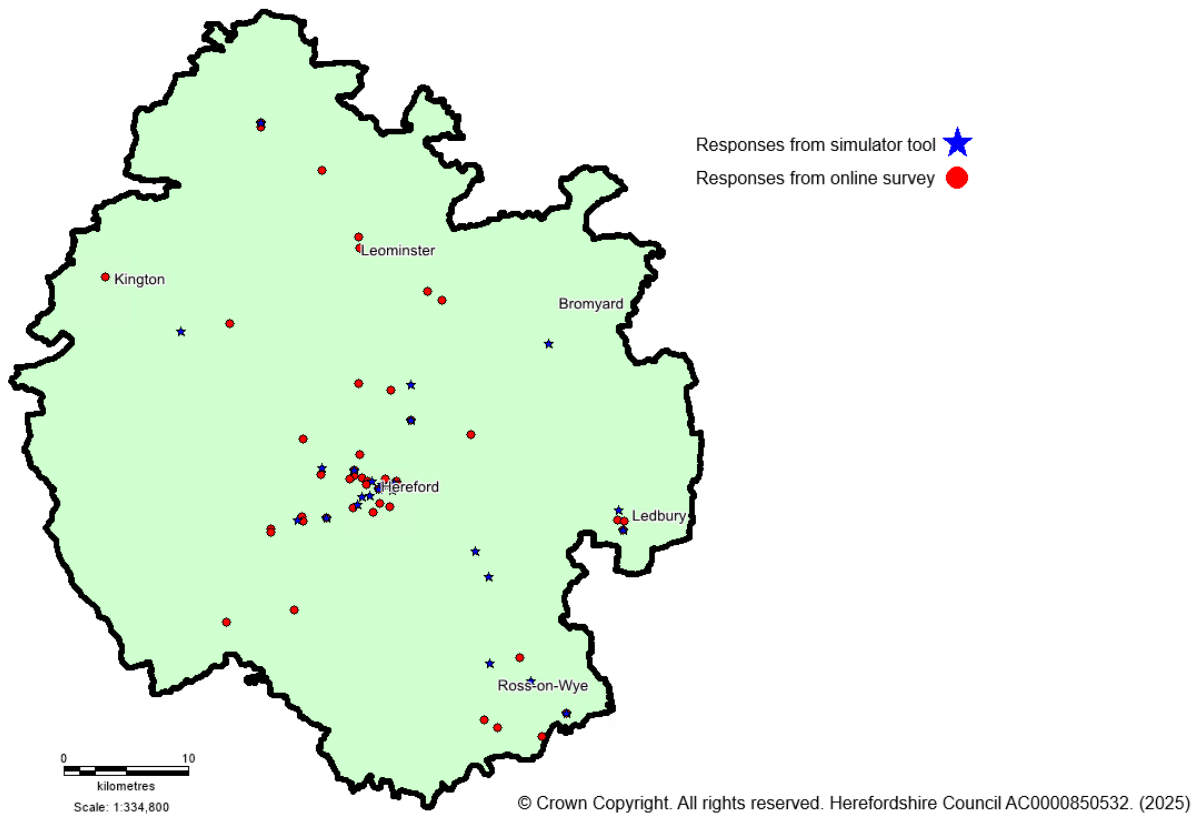 Responses from simulator tool
Responses from online survey
Leominster
Kington
Bromyard
Hereford
Ledbury
Ross-on-Wye
0 10
kilometres
Scale: 1:334,800
© Crown Copyright. All rights reserved. Herefordshire Council AC0000850532. (2025)